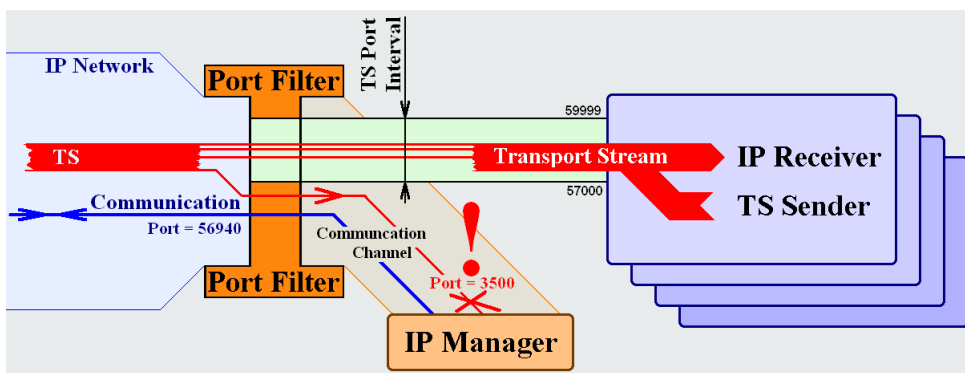 IP Network
Port Filter
TS Port
Interval
59999
TS
Transport Stream
IP Receiver
57000
TS Sender
Communication
Port = 56940
Communcation
Channel
!
Port Filter
Port = 3500
IP Manager